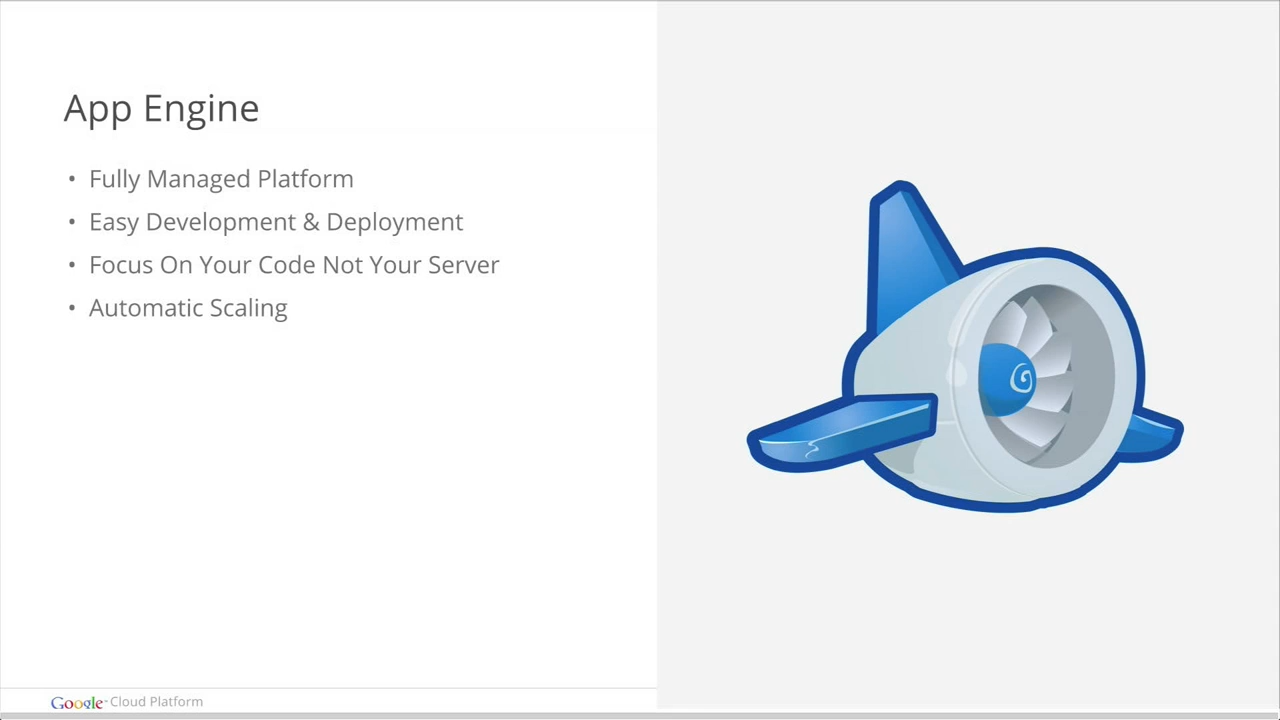 App Engine
• Fully Managed Platform
• Easy Development & Deployment
• Focus On Your Code Not Your Server
• Automatic Scaling
Google Cloud Platform